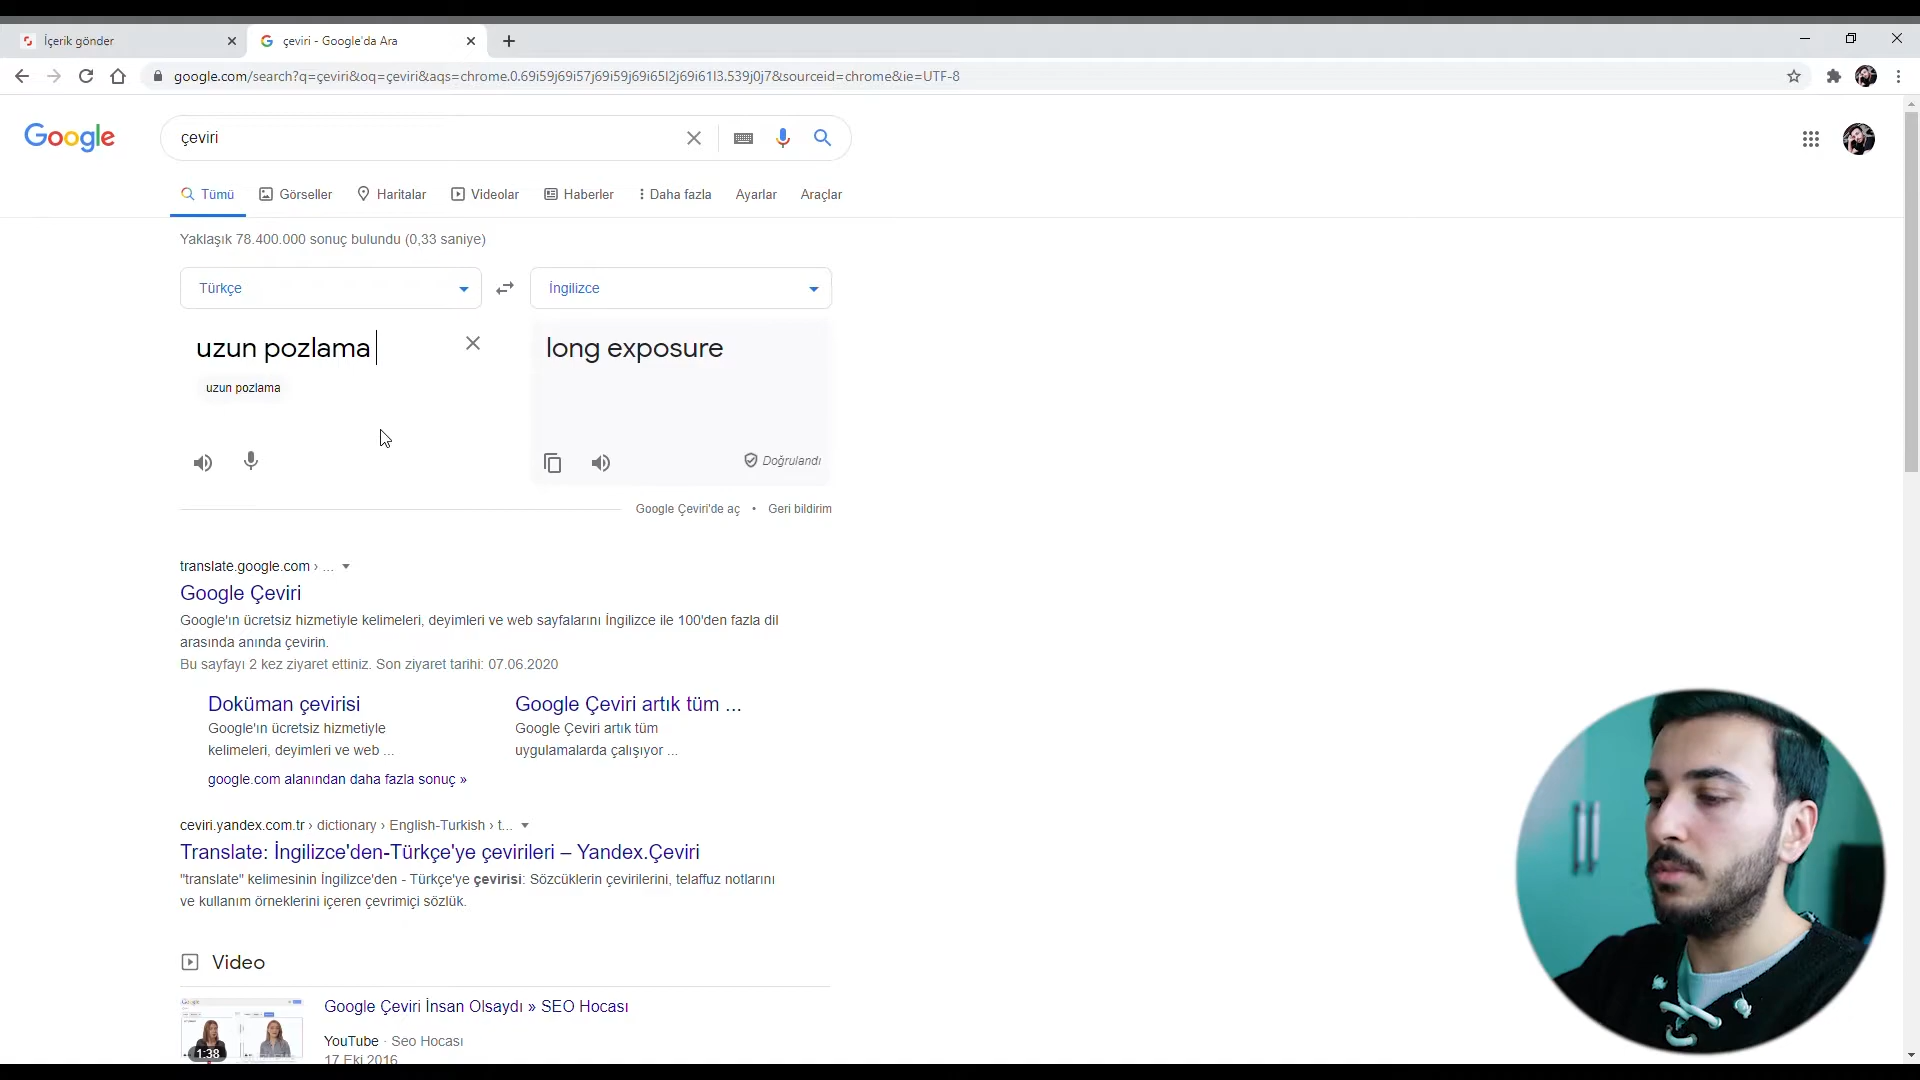 İçerik gönder
çeviri - Google'da Ara
google.com/search?q=çeviri&oq=çeviri&aqs=chrome.0.69i59j69i57j69i59j69i65l2j69i61l3.539j0j7&sourceid=chrome&ie=UTF-8
Google
çeviri
Tümü Görseller Haritalar Videolar Haberler Daha fazla Ayarlar Araçlar
Yaklaşık 78.400.000 sonuç bulundu (0,33 saniye)
Türkçe
İngilizce
uzun pozlama
long exposure
uzun pozlama
Doğrulandı
Google Çeviri'de aç • Geri bildirim
translate.google.com › ...
Google Çeviri
Google'ın ücretsiz hizmetiyle kelimeleri, deyimleri ve web sayfalarını İngilizce ile 100'den fazla dil
arasında anında çevirin.
Bu sayfayı 2 kez ziyaret ettiniz. Son ziyaret tarihi: 07.06.2020
Doküman çevirisi
Google'ın ücretsiz hizmetiyle
kelimeleri, deyimleri ve web ...
Google Çeviri artık tüm ...
Google Çeviri artık tüm
uygulamalarda çalışıyor ...
google.com alanından daha fazla sonuç »
ceviri.yandex.com.tr › dictionary › English-Turkish › t...
Translate: İngilizce'den-Türkçe'ye çevirileri – Yandex.Çeviri
"translate" kelimesinin İngilizce'den - Türkçe'ye çevirisi: Sözcüklerin çevirilerini, telaffuz notlarını
ve kullanım örneklerini içeren çevrimiçi sözlük.
Video
Google Çeviri İnsan Olsaydı » SEO Hocası
YouTube · Seo Hocası
17 Eki 2016
1:38